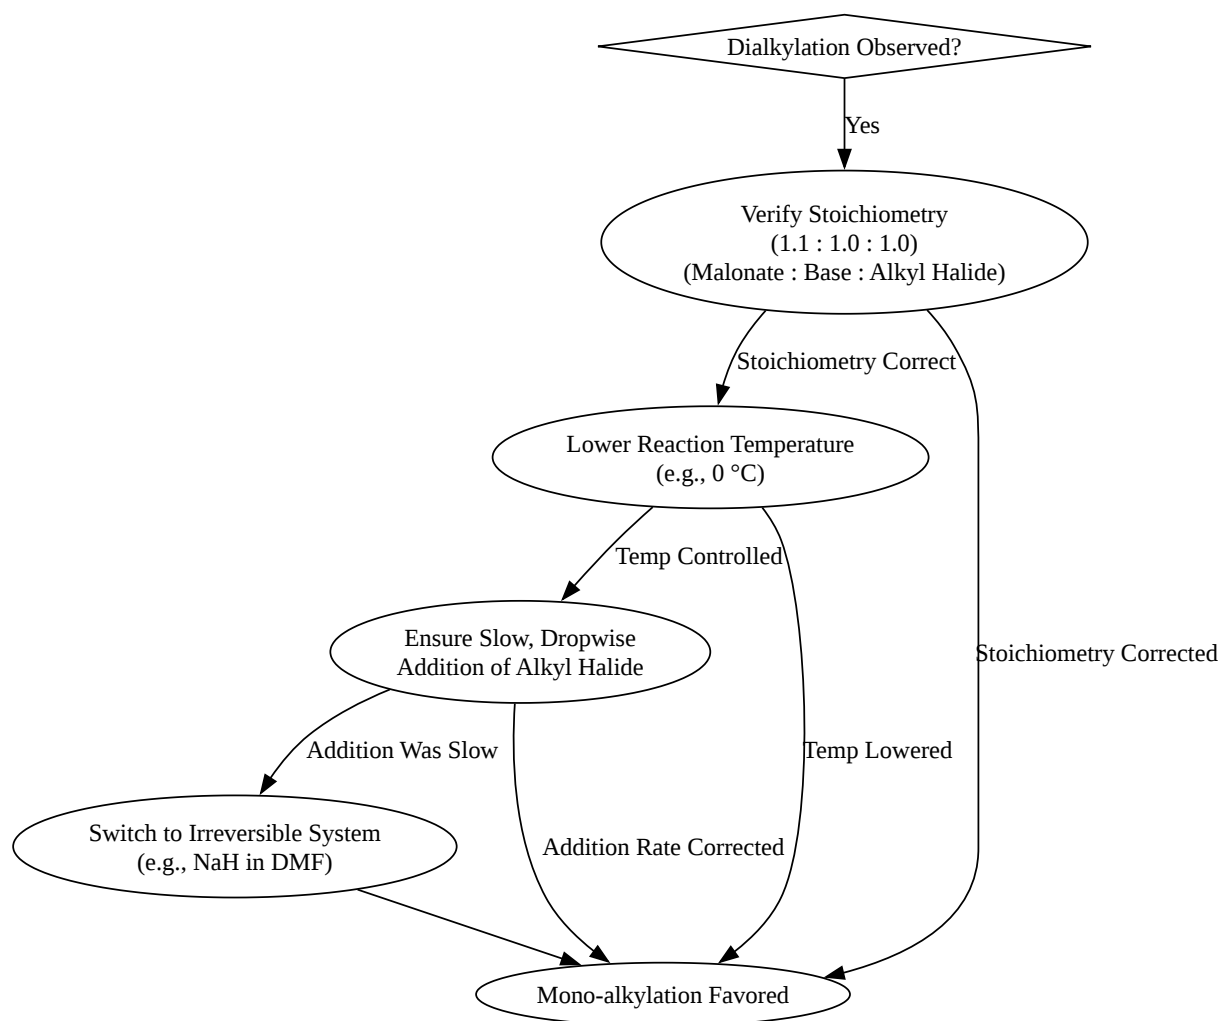 Dialkylation Observed?
Yes
Verify Stoichiometry
(1.1 : 1.0 : 1.0)
(Malonate : Base : Alkyl Halide)
Stoichiometry Correct
Lower Reaction Temperature
(e.g., 0 °C)
Temp Controlled
Ensure Slow, Dropwise
Addition of Alkyl Halide
Stoichiometry Corrected
Addition Was Slow
Temp Lowered
Switch to Irreversible System
(e.g., NaH in DMF)
Addition Rate Corrected
Mono-alkylation Favored